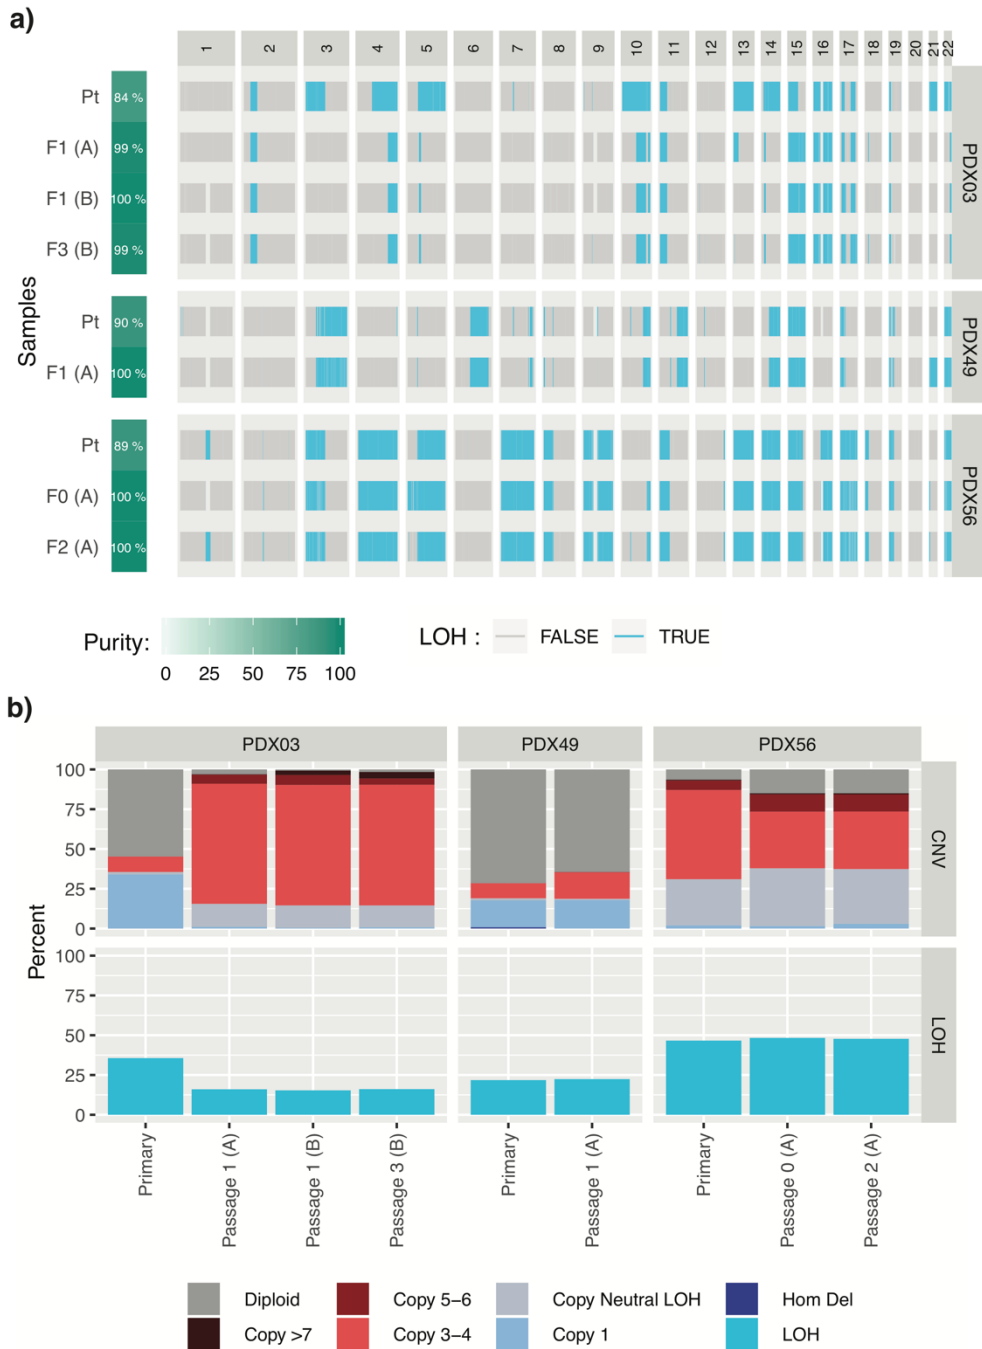 a)
1 2 3 4 5 6 7 8 9 10 11 12 13 14 15 16 17 18 19 20 21 22
Samples
Pt 84 %
F1 (A) 99 %
F1 (B) 100 %
F3 (B) 99 %
PDX03
Pt 90 %
F1 (A) 100 %
PDX49
Pt 89 %
F0 (A) 100 %
F2 (A) 100 %
PDX56
Purity:
0 25 50 75 100
LOH : FALSE TRUE
b)
PDX03 PDX49 PDX56
Percent
100
75
50
25
0
CNV
100
75
50
25
0
LOH
Primary Passage 1 (A) Passage 1 (B) Passage 3 (B) Primary Passage 1 (A) Primary Passage 0 (A) Passage 2 (A)
Diploid Copy 5–6 Copy Neutral LOH Hom Del
Copy >7 Copy 3–4 Copy 1 LOH